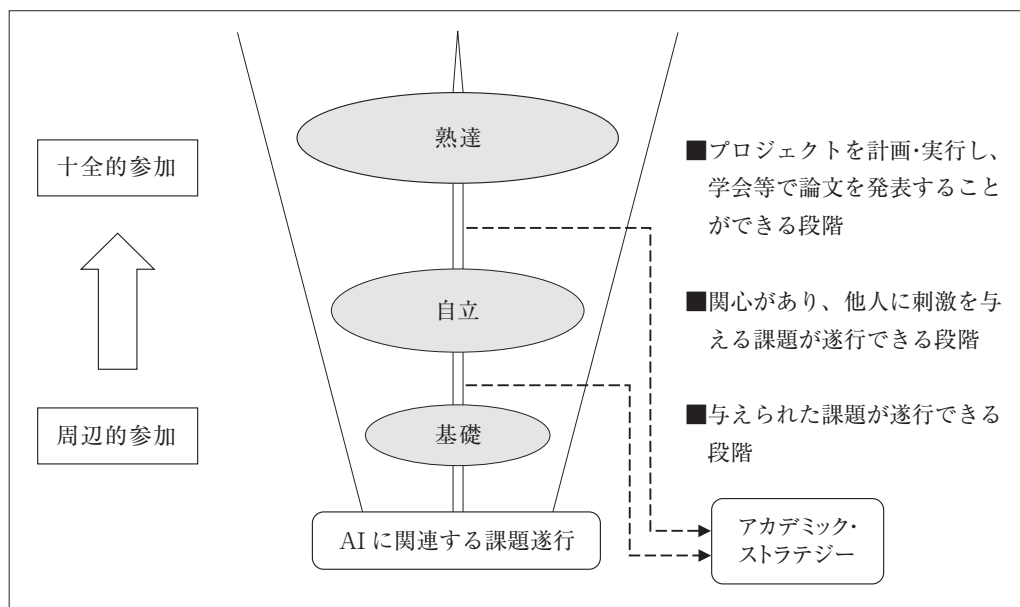 熟達
十全的参加
■プロジェクトを計画・実行し、
学会等で論文を発表すること
ができる段階
自立
■関心があり、他人に刺激を与
える課題が遂行できる段階
周辺的参加
基礎
■与えられた課題が遂行できる
段階
AIに関連する課題遂行
アカデミック・
ストラテジー